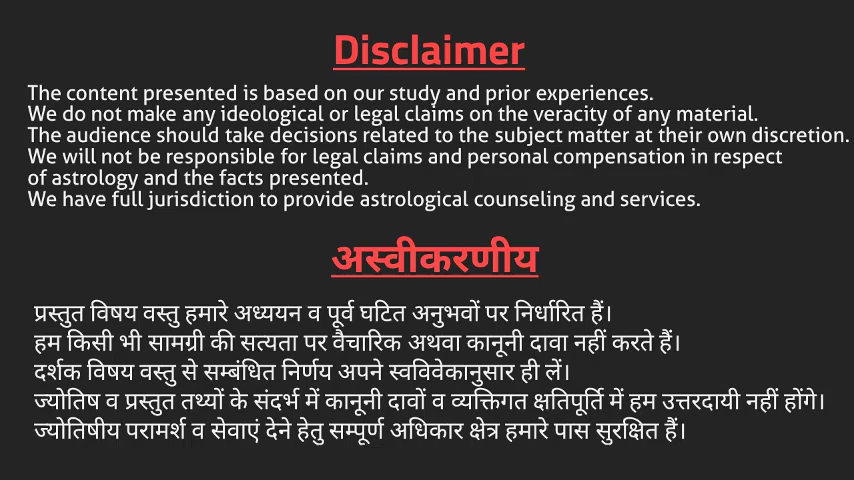 Disclaimer
The content presented is based on our study and prior experiences.
We do not make any ideological or legal claims on the veracity of any material.
The audience should take decisions related to the subject matter at their own discretion.
We will not be responsible for legal claims and personal compensation in respect
of astrology and the facts presented.
We have full jurisdiction to provide astrological counseling and services.
अस्वीकरणीय
प्रस्तुत विषय वस्तु हमारे अध्ययन व पूर्व घटित अनुभवों पर निर्धारित हैं।
हम किसी भी सामग्री की सत्यता पर वैचारिक अथवा कानूनी दावा नहीं करते हैं।
दर्शक विषय वस्तु से सम्बंधित निर्णय अपने स्वविवेकानुसार ही लें।
ज्योतिष व प्रस्तुत तथ्यों के संदर्भ में कानूनी दावों व व्यक्तिगत क्षतिपूर्ति में हम उत्तरदायी नहीं होंगे।
ज्योतिषीय परामर्श व सेवाएं देने हेतु सम्पूर्ण अधिकार क्षेत्र हमारे पास सुरक्षित हैं।